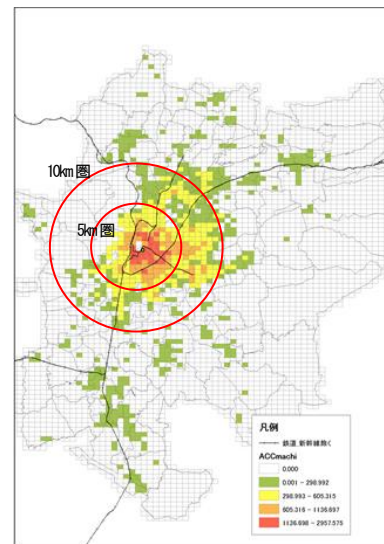 10km圏
5km圏
凡例
鉄道_新幹線除く
ACCmachi
0.000
0.001 - 298.992
298.993 - 605.315
605.316 - 1136.697
1136.698 - 2957.575